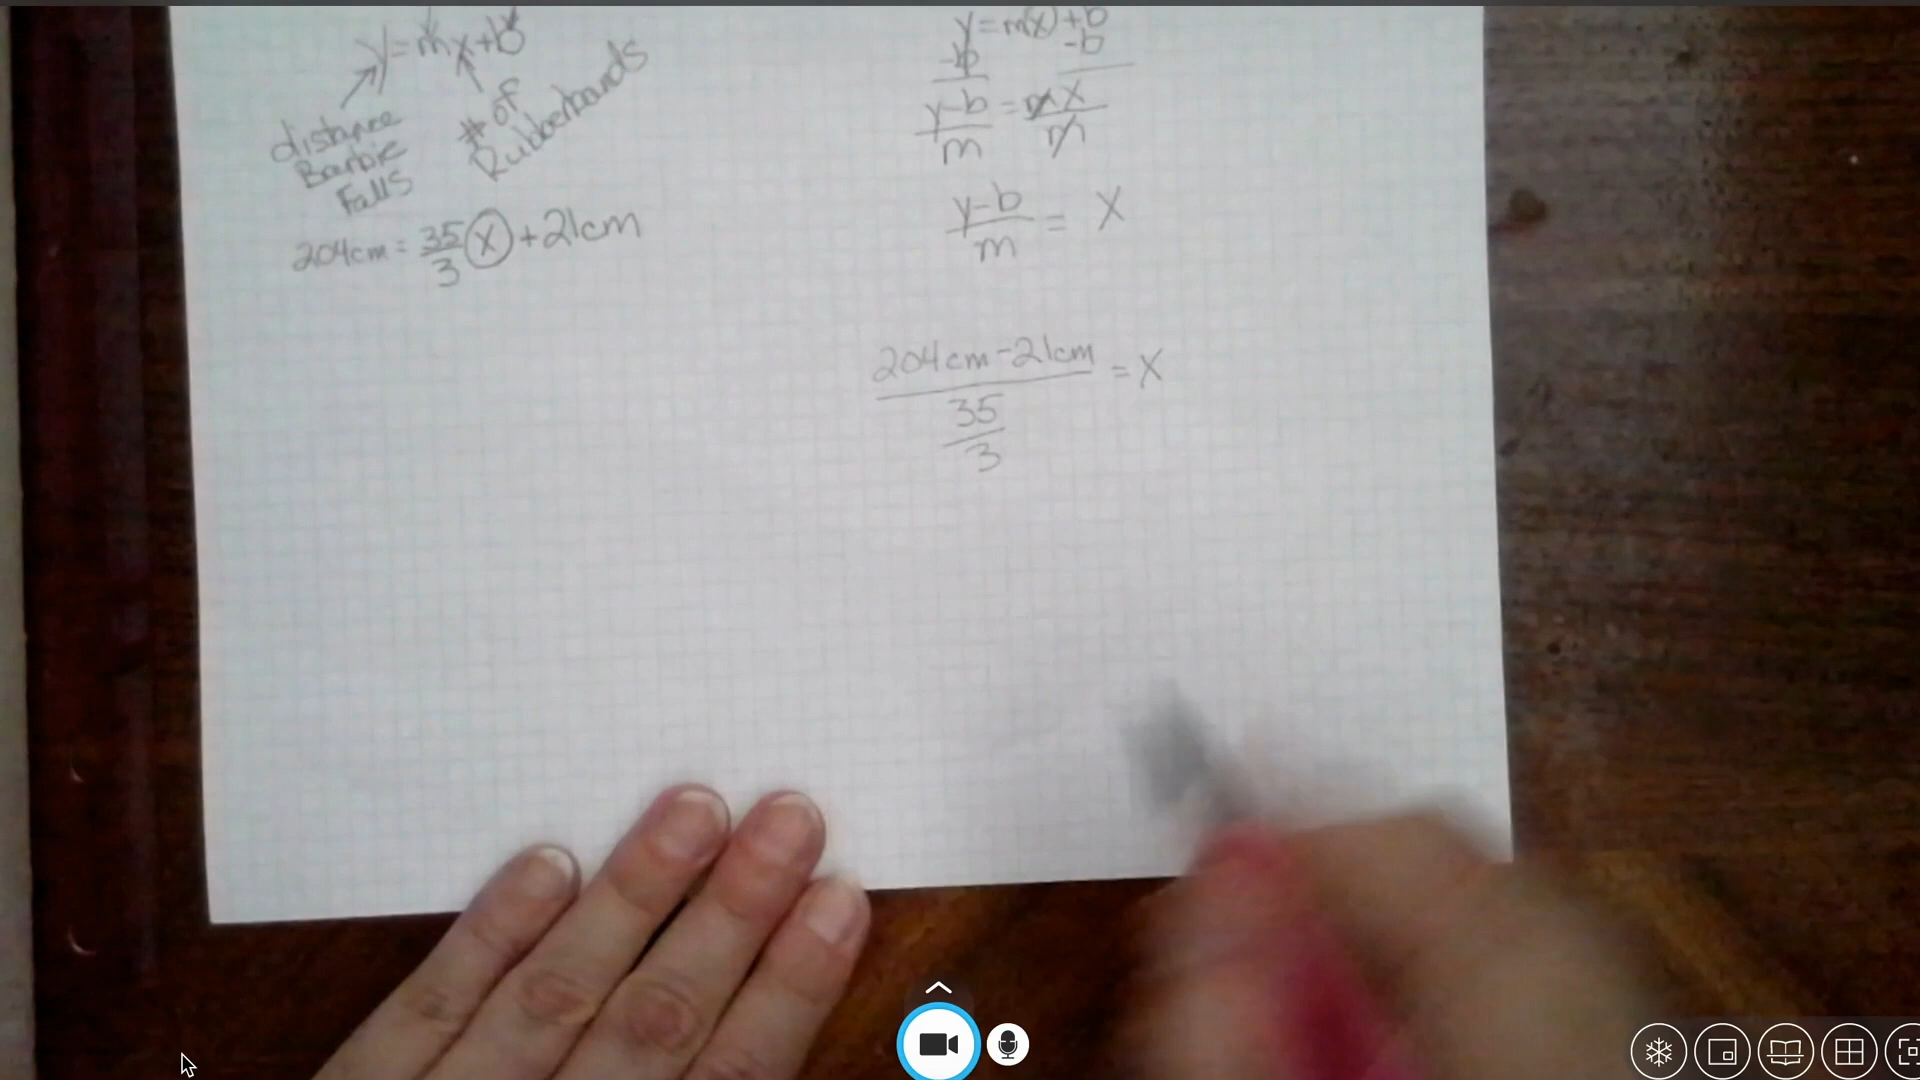 y=mx+b
distance
Barbie
Falls
# of
Rubberbands
204cm = 35/3 (x) +21cm
y=m(x)+b
-b -b
y-b = mx
m m
y-b = x
m
204cm-21cm = x
35
3